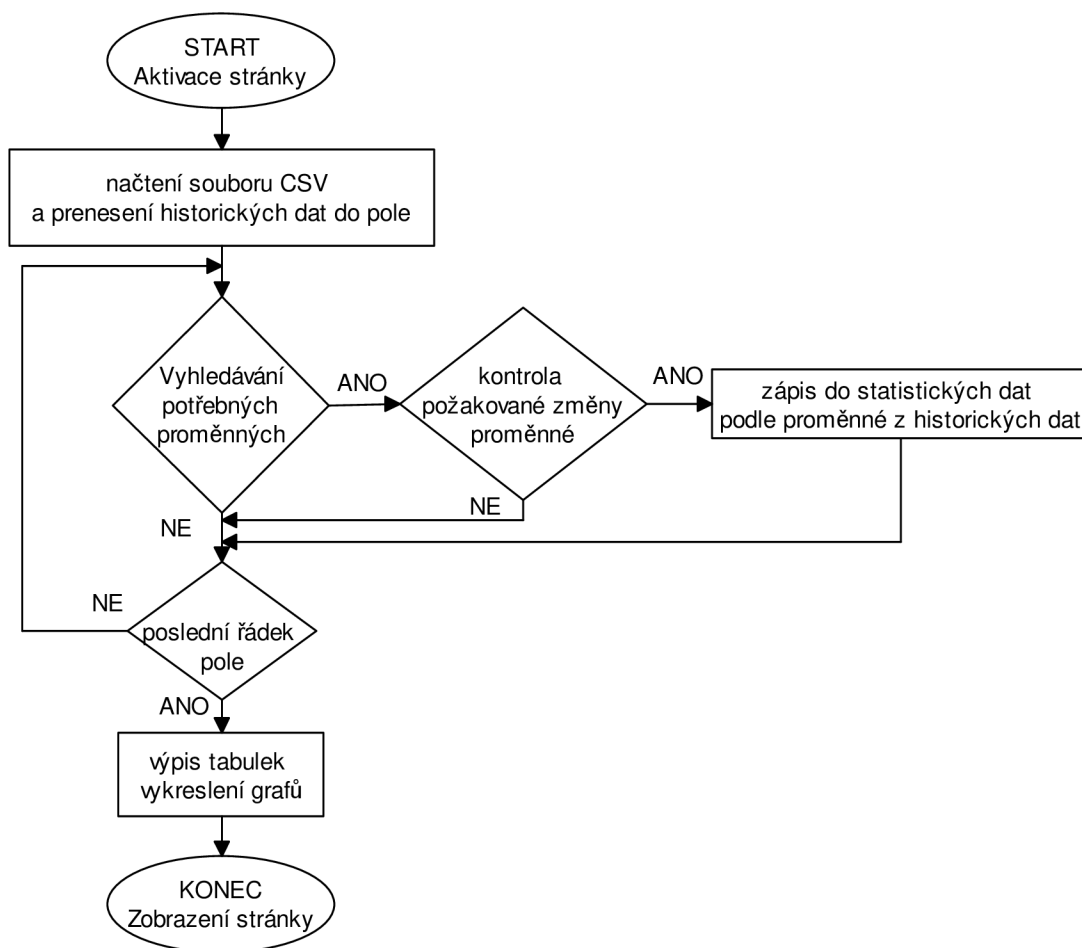 START
Aktivace stránky
načtení souboru CSV
a prenesení historických dat do pole
Vyhledávání
potřebných
proměnných
ANO
kontrola
požakované změny
proměnné
ANO
zápis do statistických dat
podle proměnné z historických dat
NE
NE
NE
poslední řádek
pole
ANO
výpis tabulek
vykreslení grafů
KONEC
Zobrazení stránky